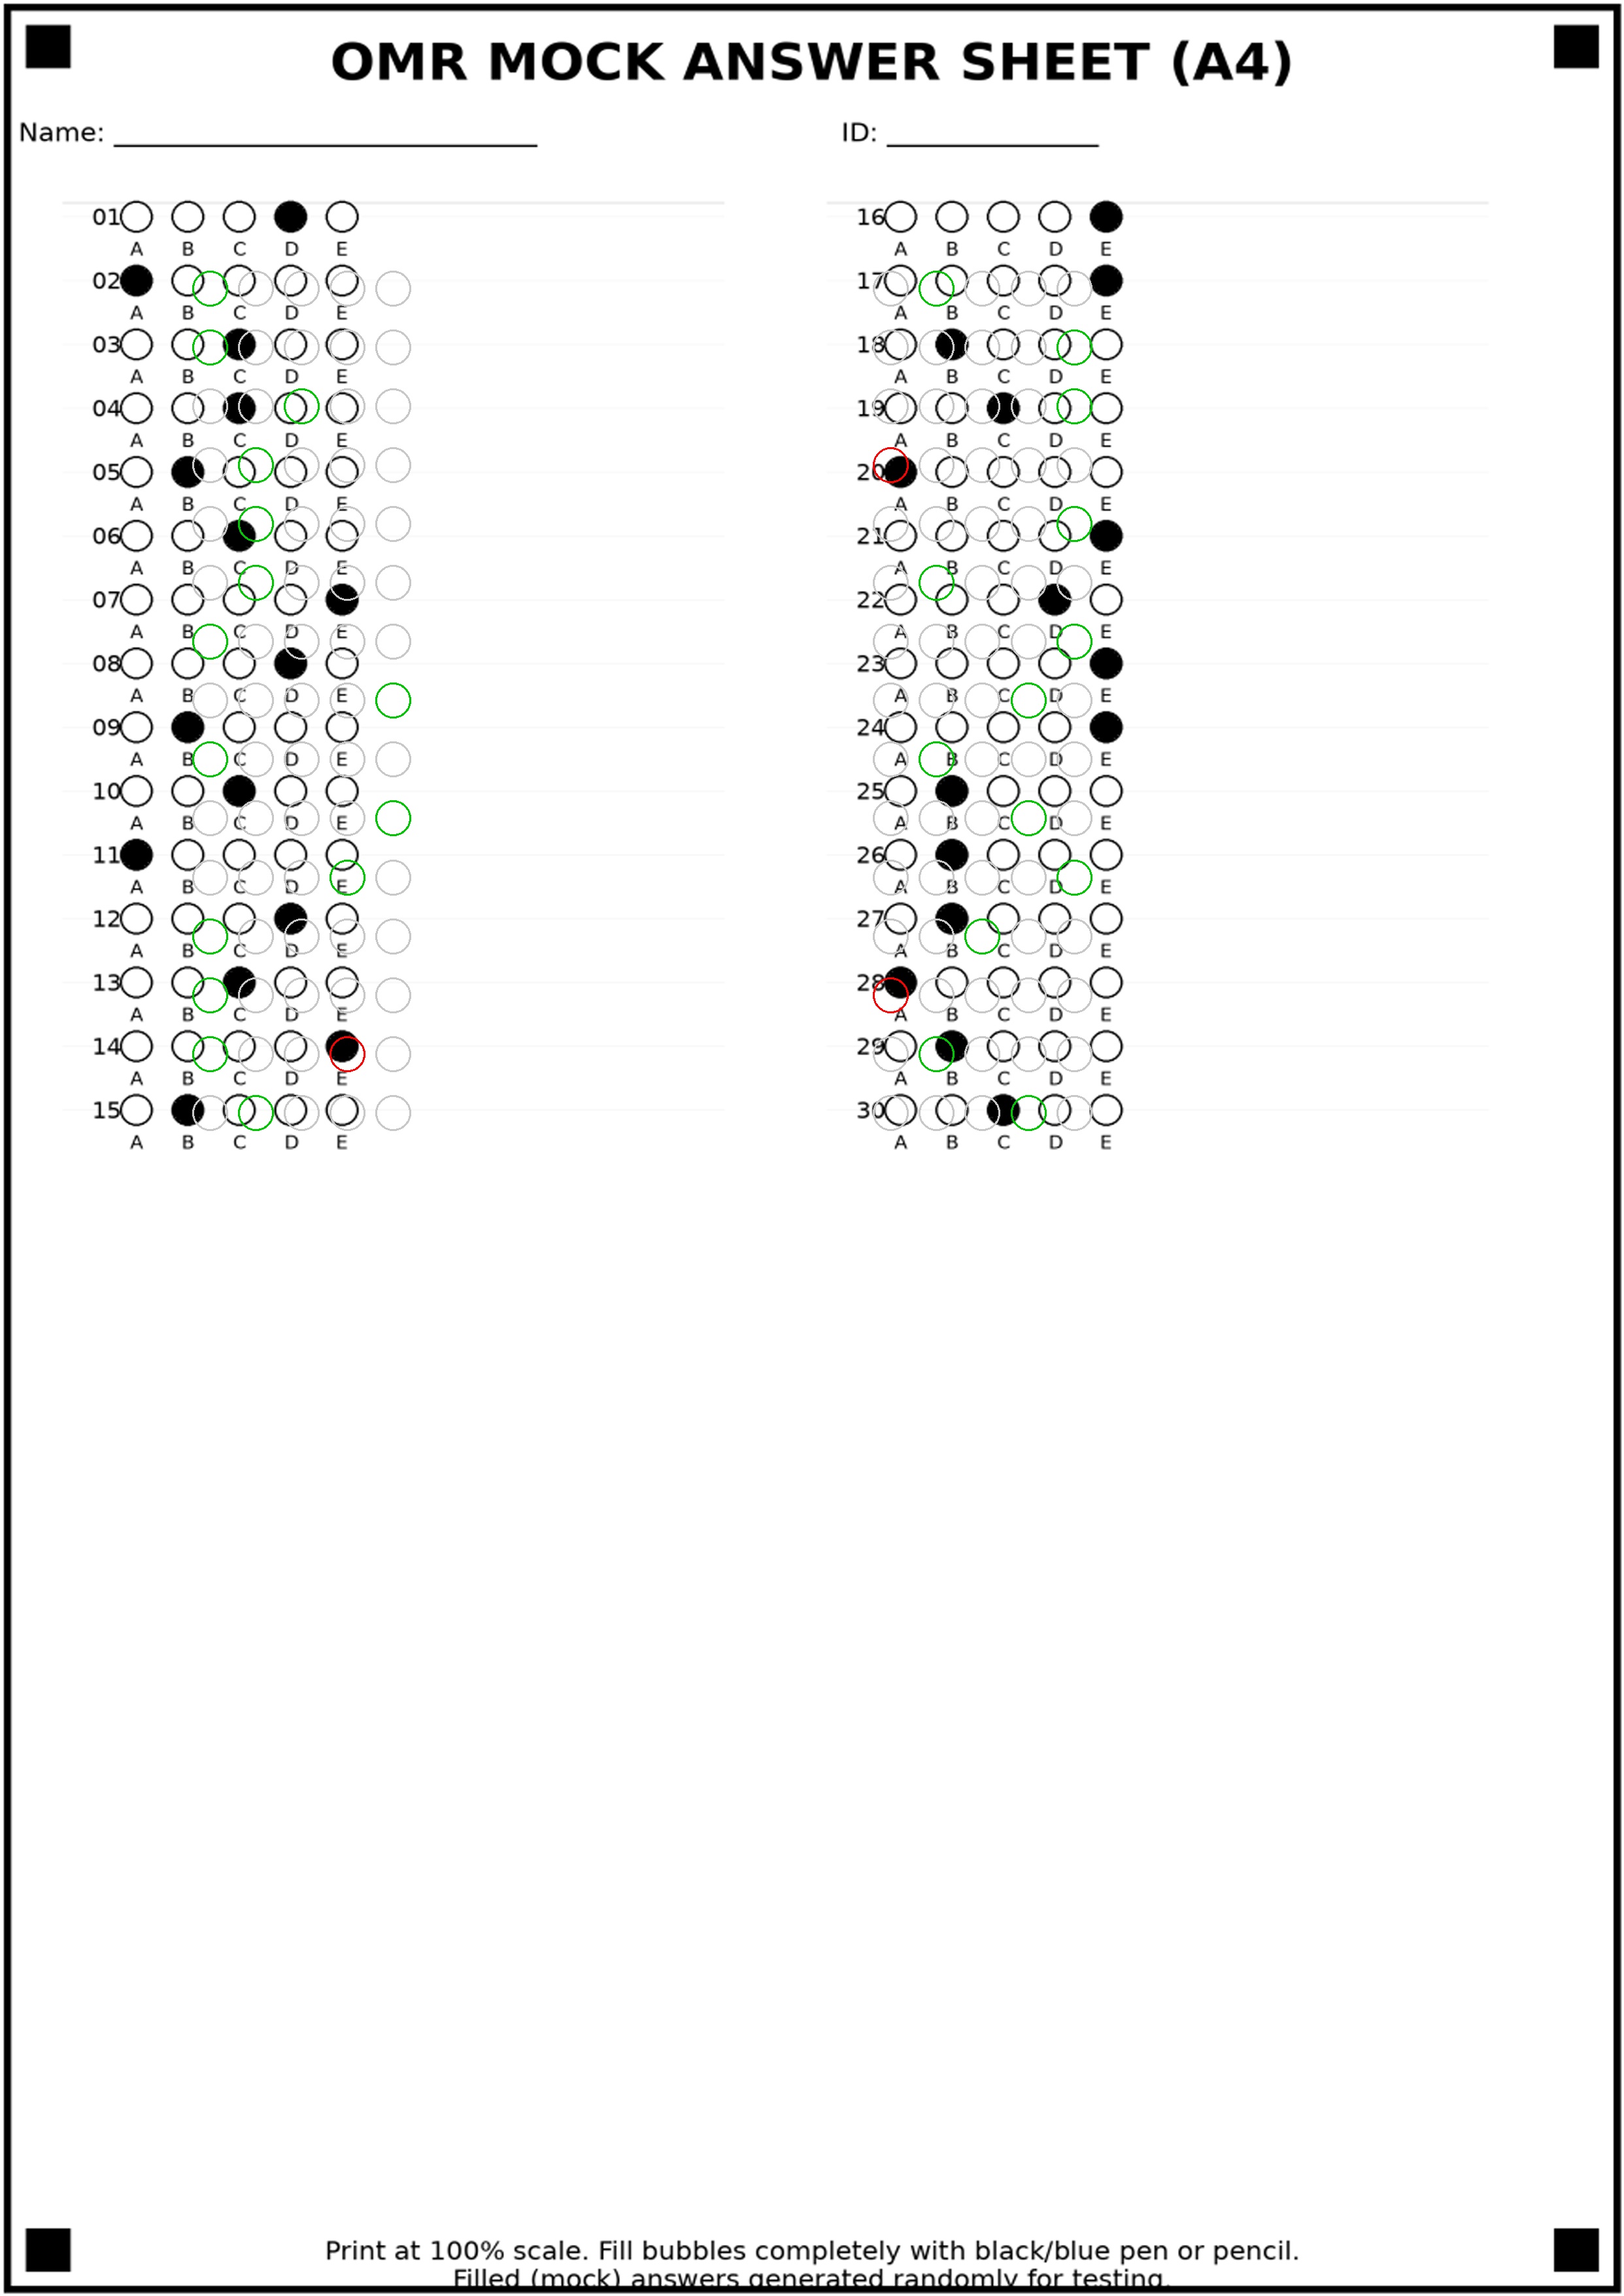 OMR MOCK ANSWER SHEET (A4)
Name: ______________________________ ID: _______________
01
A B C D E
02
A B C D E
03
A B C D E
04
A B C D E
05
A B C D E
06
A B C D E
07
A B C D E
08
A B C D E
09
A B C D E
10
A B C D E
11
A B C D E
12
A B C D E
13
A B C D E
14
A B C D E
15
A B C D E
16
A B C D E
17
A B C D E
18
A B C D E
19
A B C D E
20
A B C D E
21
A B C D E
22
A B C D E
23
A B C D E
24
A B C D E
25
A B C D E
26
A B C D E
27
A B C D E
28
A B C D E
29
A B C D E
30
A B C D E
Print at 100% scale. Fill bubbles completely with black/blue pen or pencil.
Filled (mock) answers generated randomly for testing.